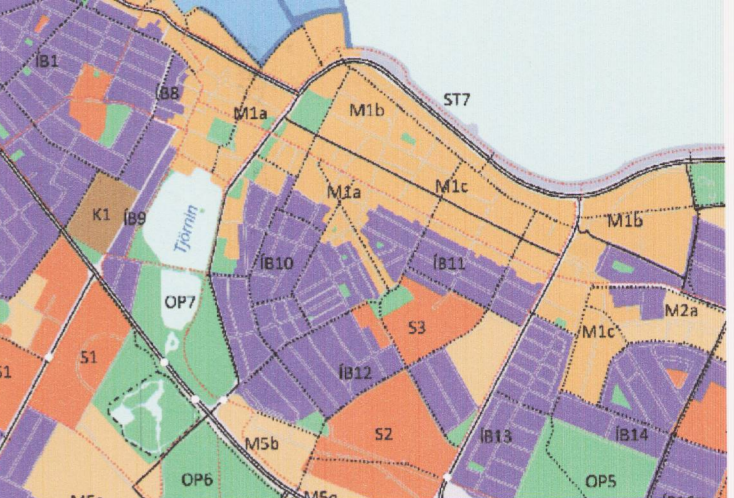 ÍB1
B8
M1a
M1b
ST7
M1a
M1c
K1
ÍB9
Tjörnin
M1b
ÍB10
ÍB11
OP7
M2a
S3
M1c
S1
S1
ÍB12
M5b
S2
ÍB13
ÍB14
OP6
OP5